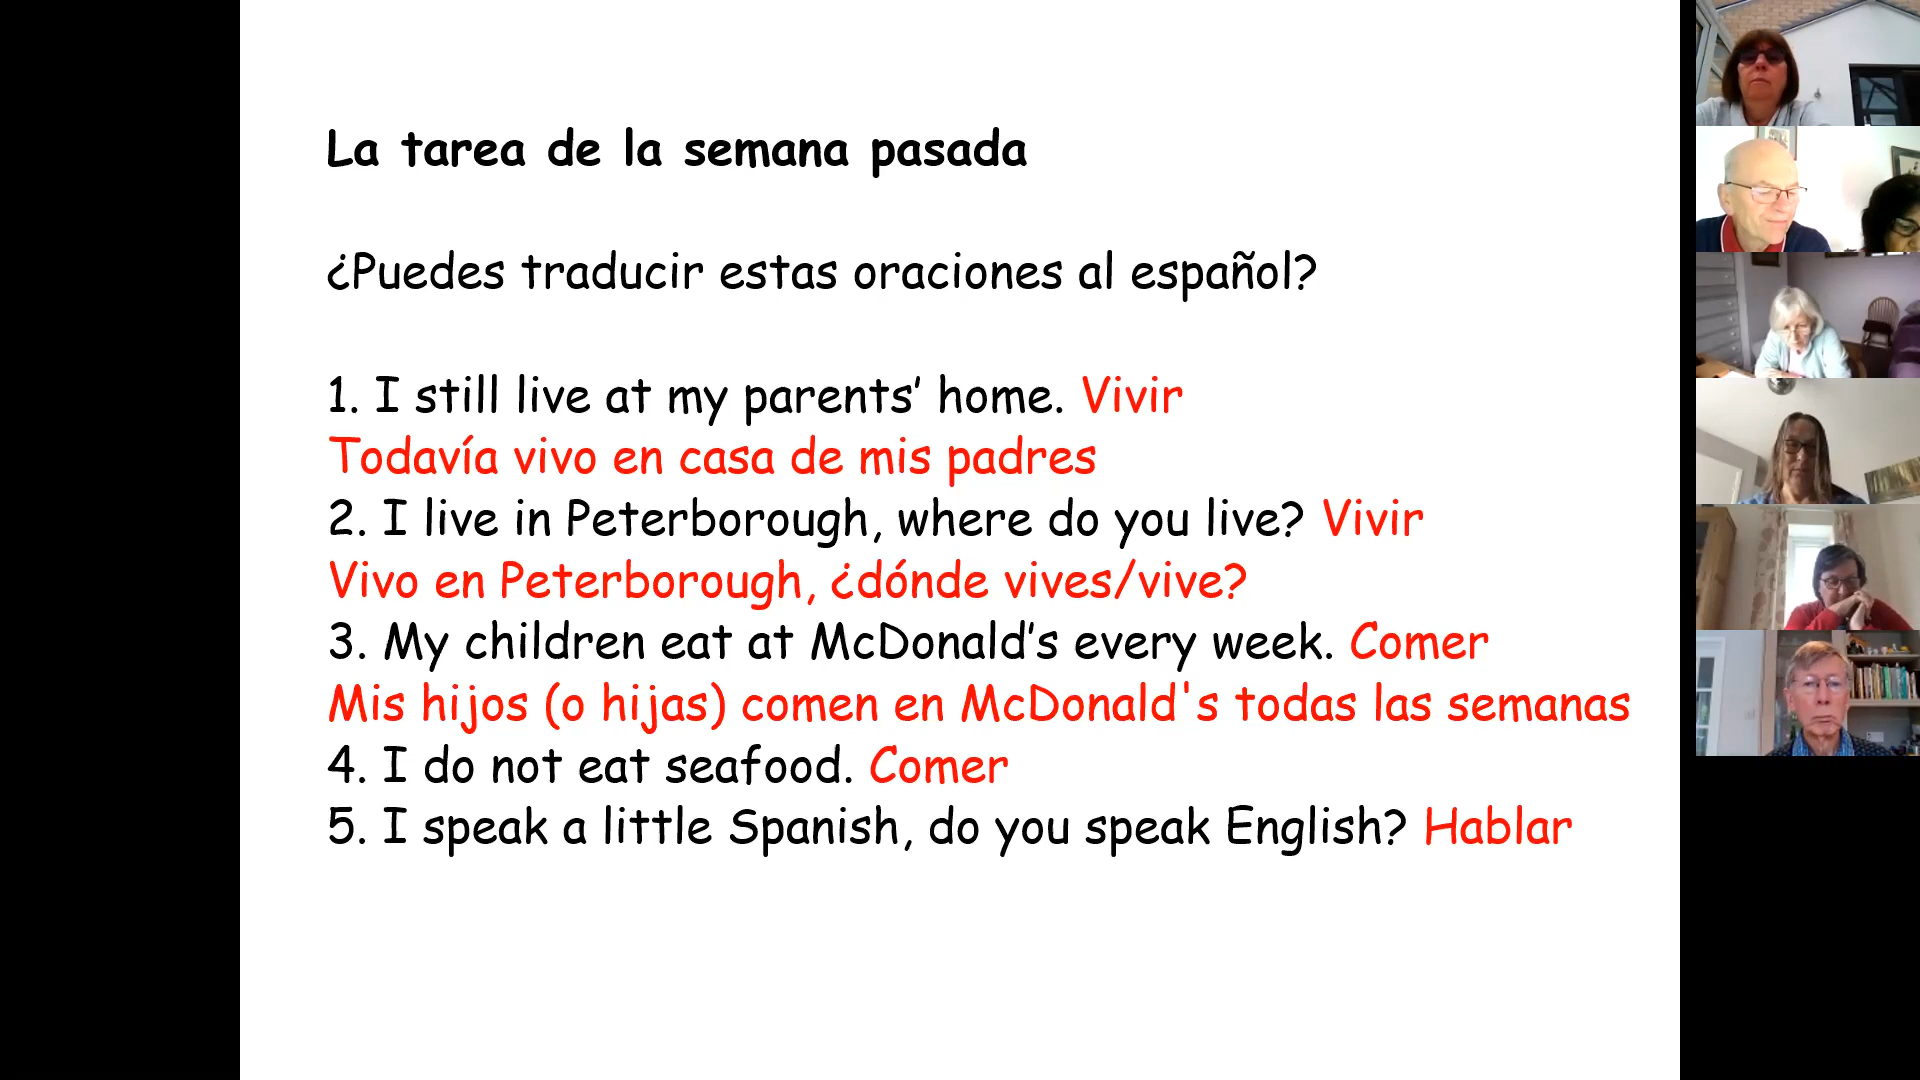 La tarea de la semana pasada
¿Puedes traducir estas oraciones al español?
1. I still live at my parents’ home. Vivir
Todavía vivo en casa de mis padres
2. I live in Peterborough, where do you live? Vivir
Vivo en Peterborough, ¿dónde vives/vive?
3. My children eat at McDonald’s every week. Comer
Mis hijos (o hijas) comen en McDonald's todas las semanas
4. I do not eat seafood. Comer
5. I speak a little Spanish, do you speak English? Hablar